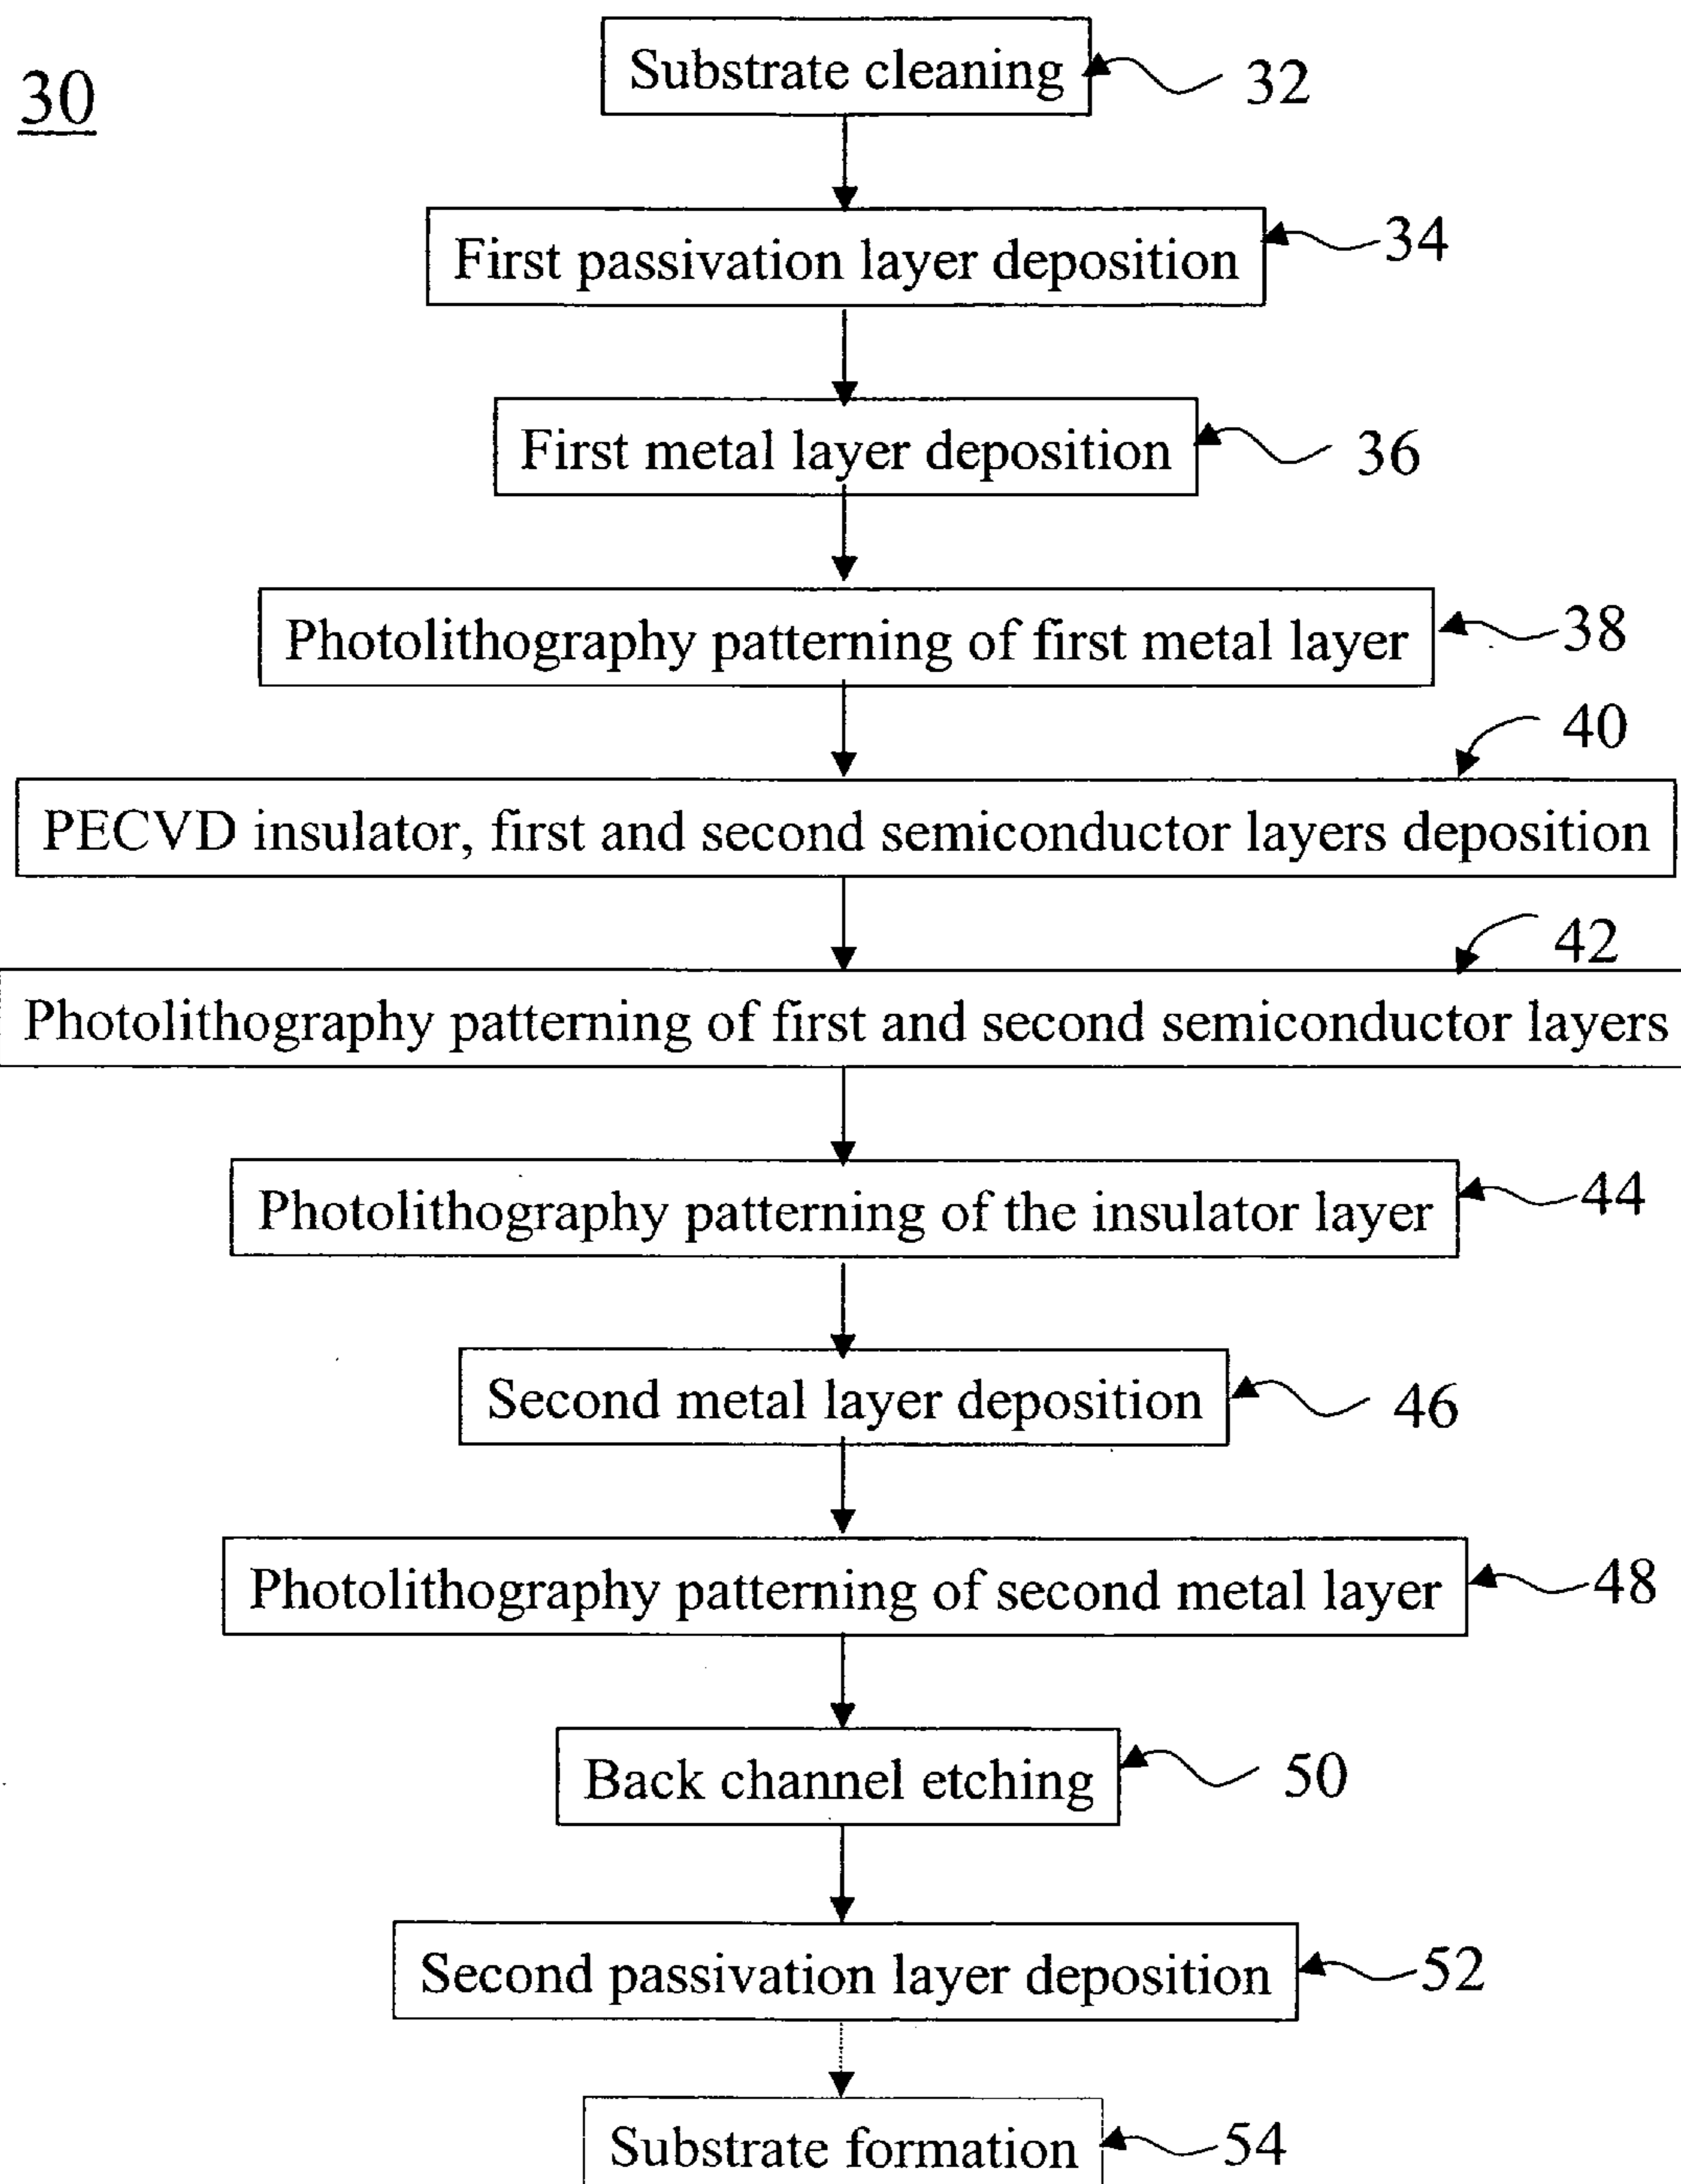 30
Substrate cleaning 32
First passivation layer deposition 34
First metal layer deposition 36
Photolithography patterning of first metal layer 38
40
PECVD insulator, first and second semiconductor layers deposition
42
Photolithography patterning of first and second semiconductor layers
Photolithography patterning of the insulator layer 44
Second metal layer deposition 46
Photolithography patterning of second metal layer 48
Back channel etching 50
Second passivation layer deposition 52
Substrate formation 54